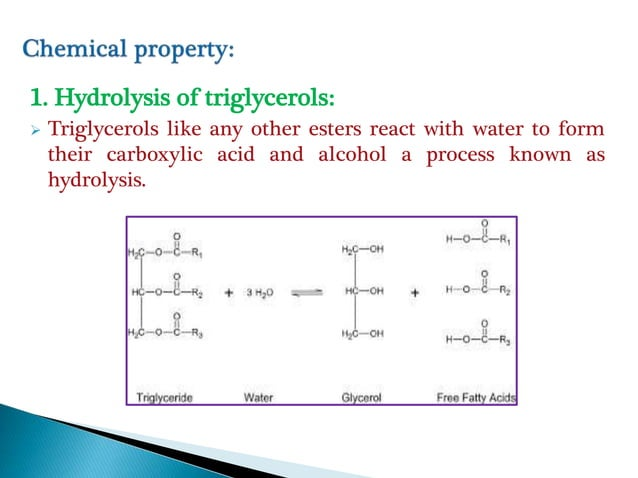 Chemical property:
1. Hydrolysis of triglycerols:
➢ Triglycerols like any other esters react with water to form
their carboxylic acid and alcohol a process known as
hydrolysis.
O
H₂C—O—C—R₁
O
HC—O—C—R₂
O
H₂C—O—C—R₃
+ 3 H₂O ⇌
H₂C—OH
HC—OH
H₂C—OH
+
O
H—O—C—R₁
O
H—O—C—R₂
O
H—O—C—R₃
Triglyceride Water Glycerol Free Fatty Acids